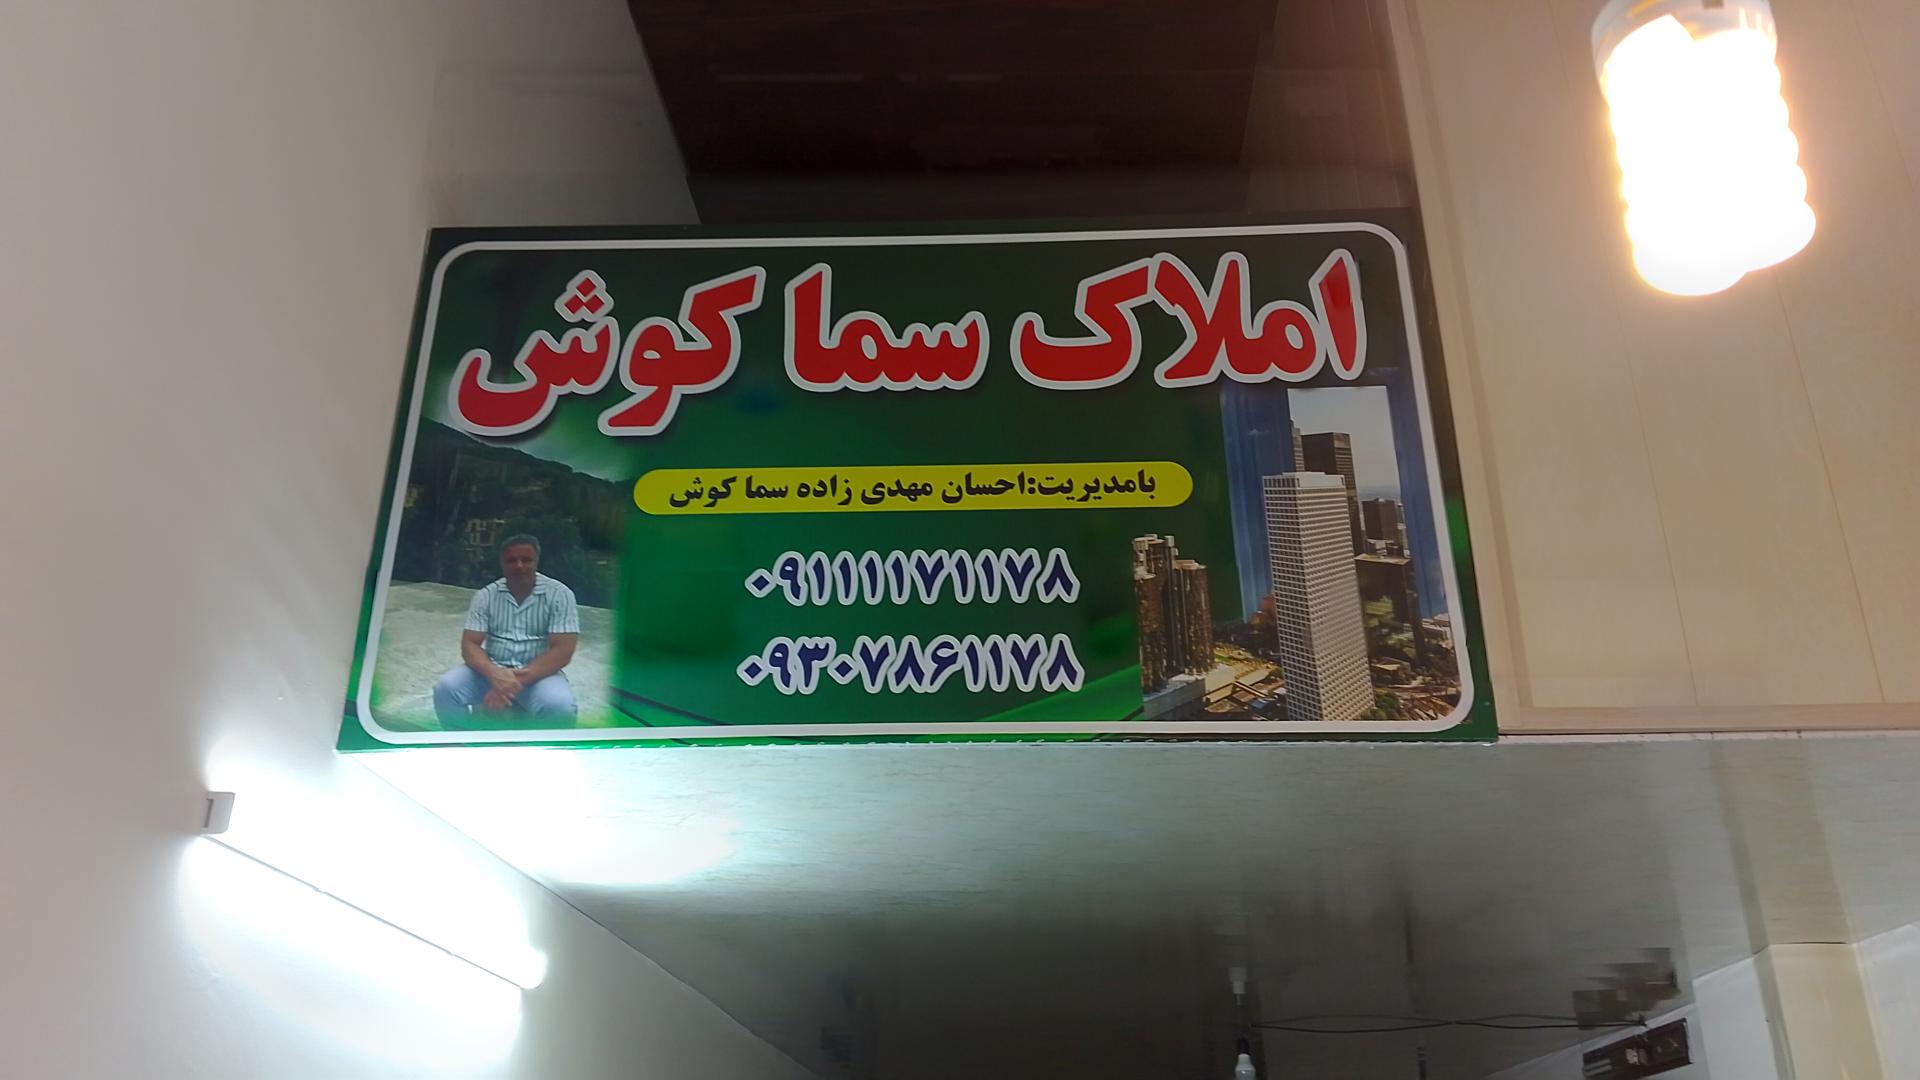 املاک سما کوش
بامدیریت:احسان مهدی زاده سما کوش
۰۹۱۱۱۱۷۱۱۷۸
۰۹۳۰۷۸۶۱۱۷۸